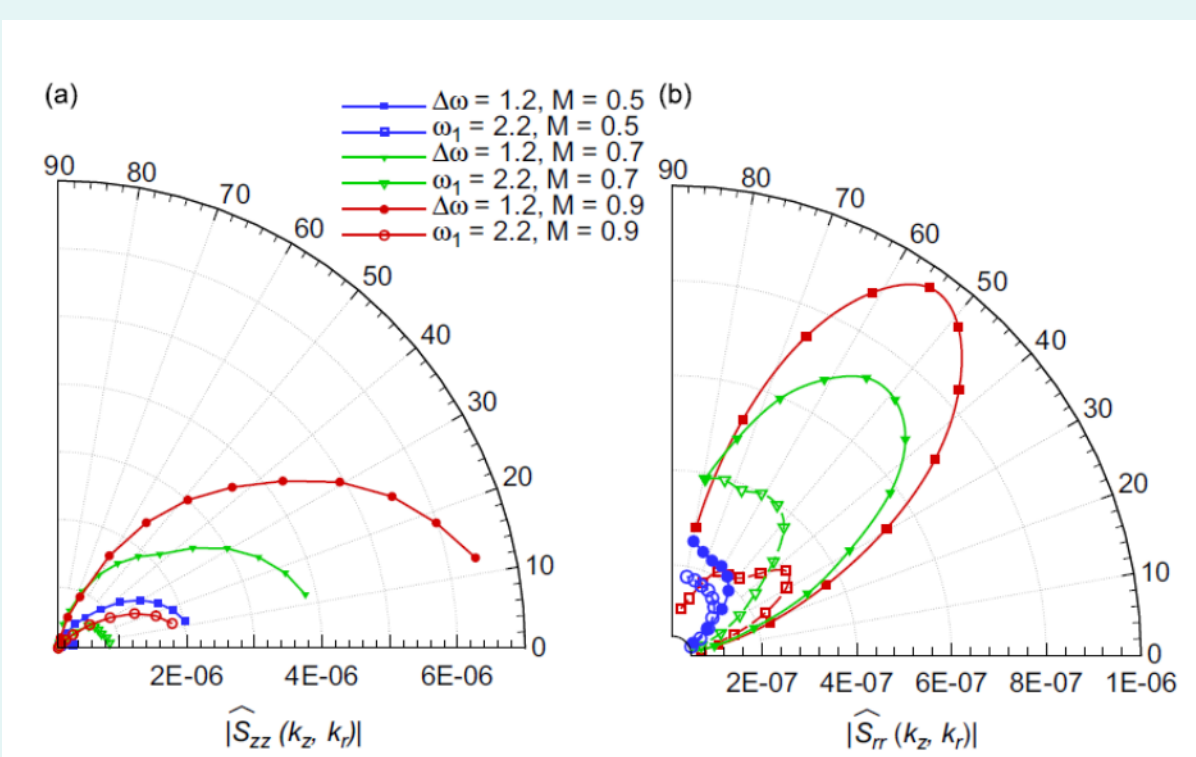 (a)
Δω = 1.2, M = 0.5
ω₁ = 2.2, M = 0.5
Δω = 1.2, M = 0.7
ω₁ = 2.2, M = 0.7
Δω = 1.2, M = 0.9
ω₁ = 2.2, M = 0.9
90
80
70
60
50
40
30
20
10
0
2E-06 4E-06 6E-06
|Ŝzz (kz, kr)|
(b)
90
80
70
60
50
40
30
20
10
0
2E-07 4E-07 6E-07 8E-07 1E-06
|Ŝrr (kz, kr)|